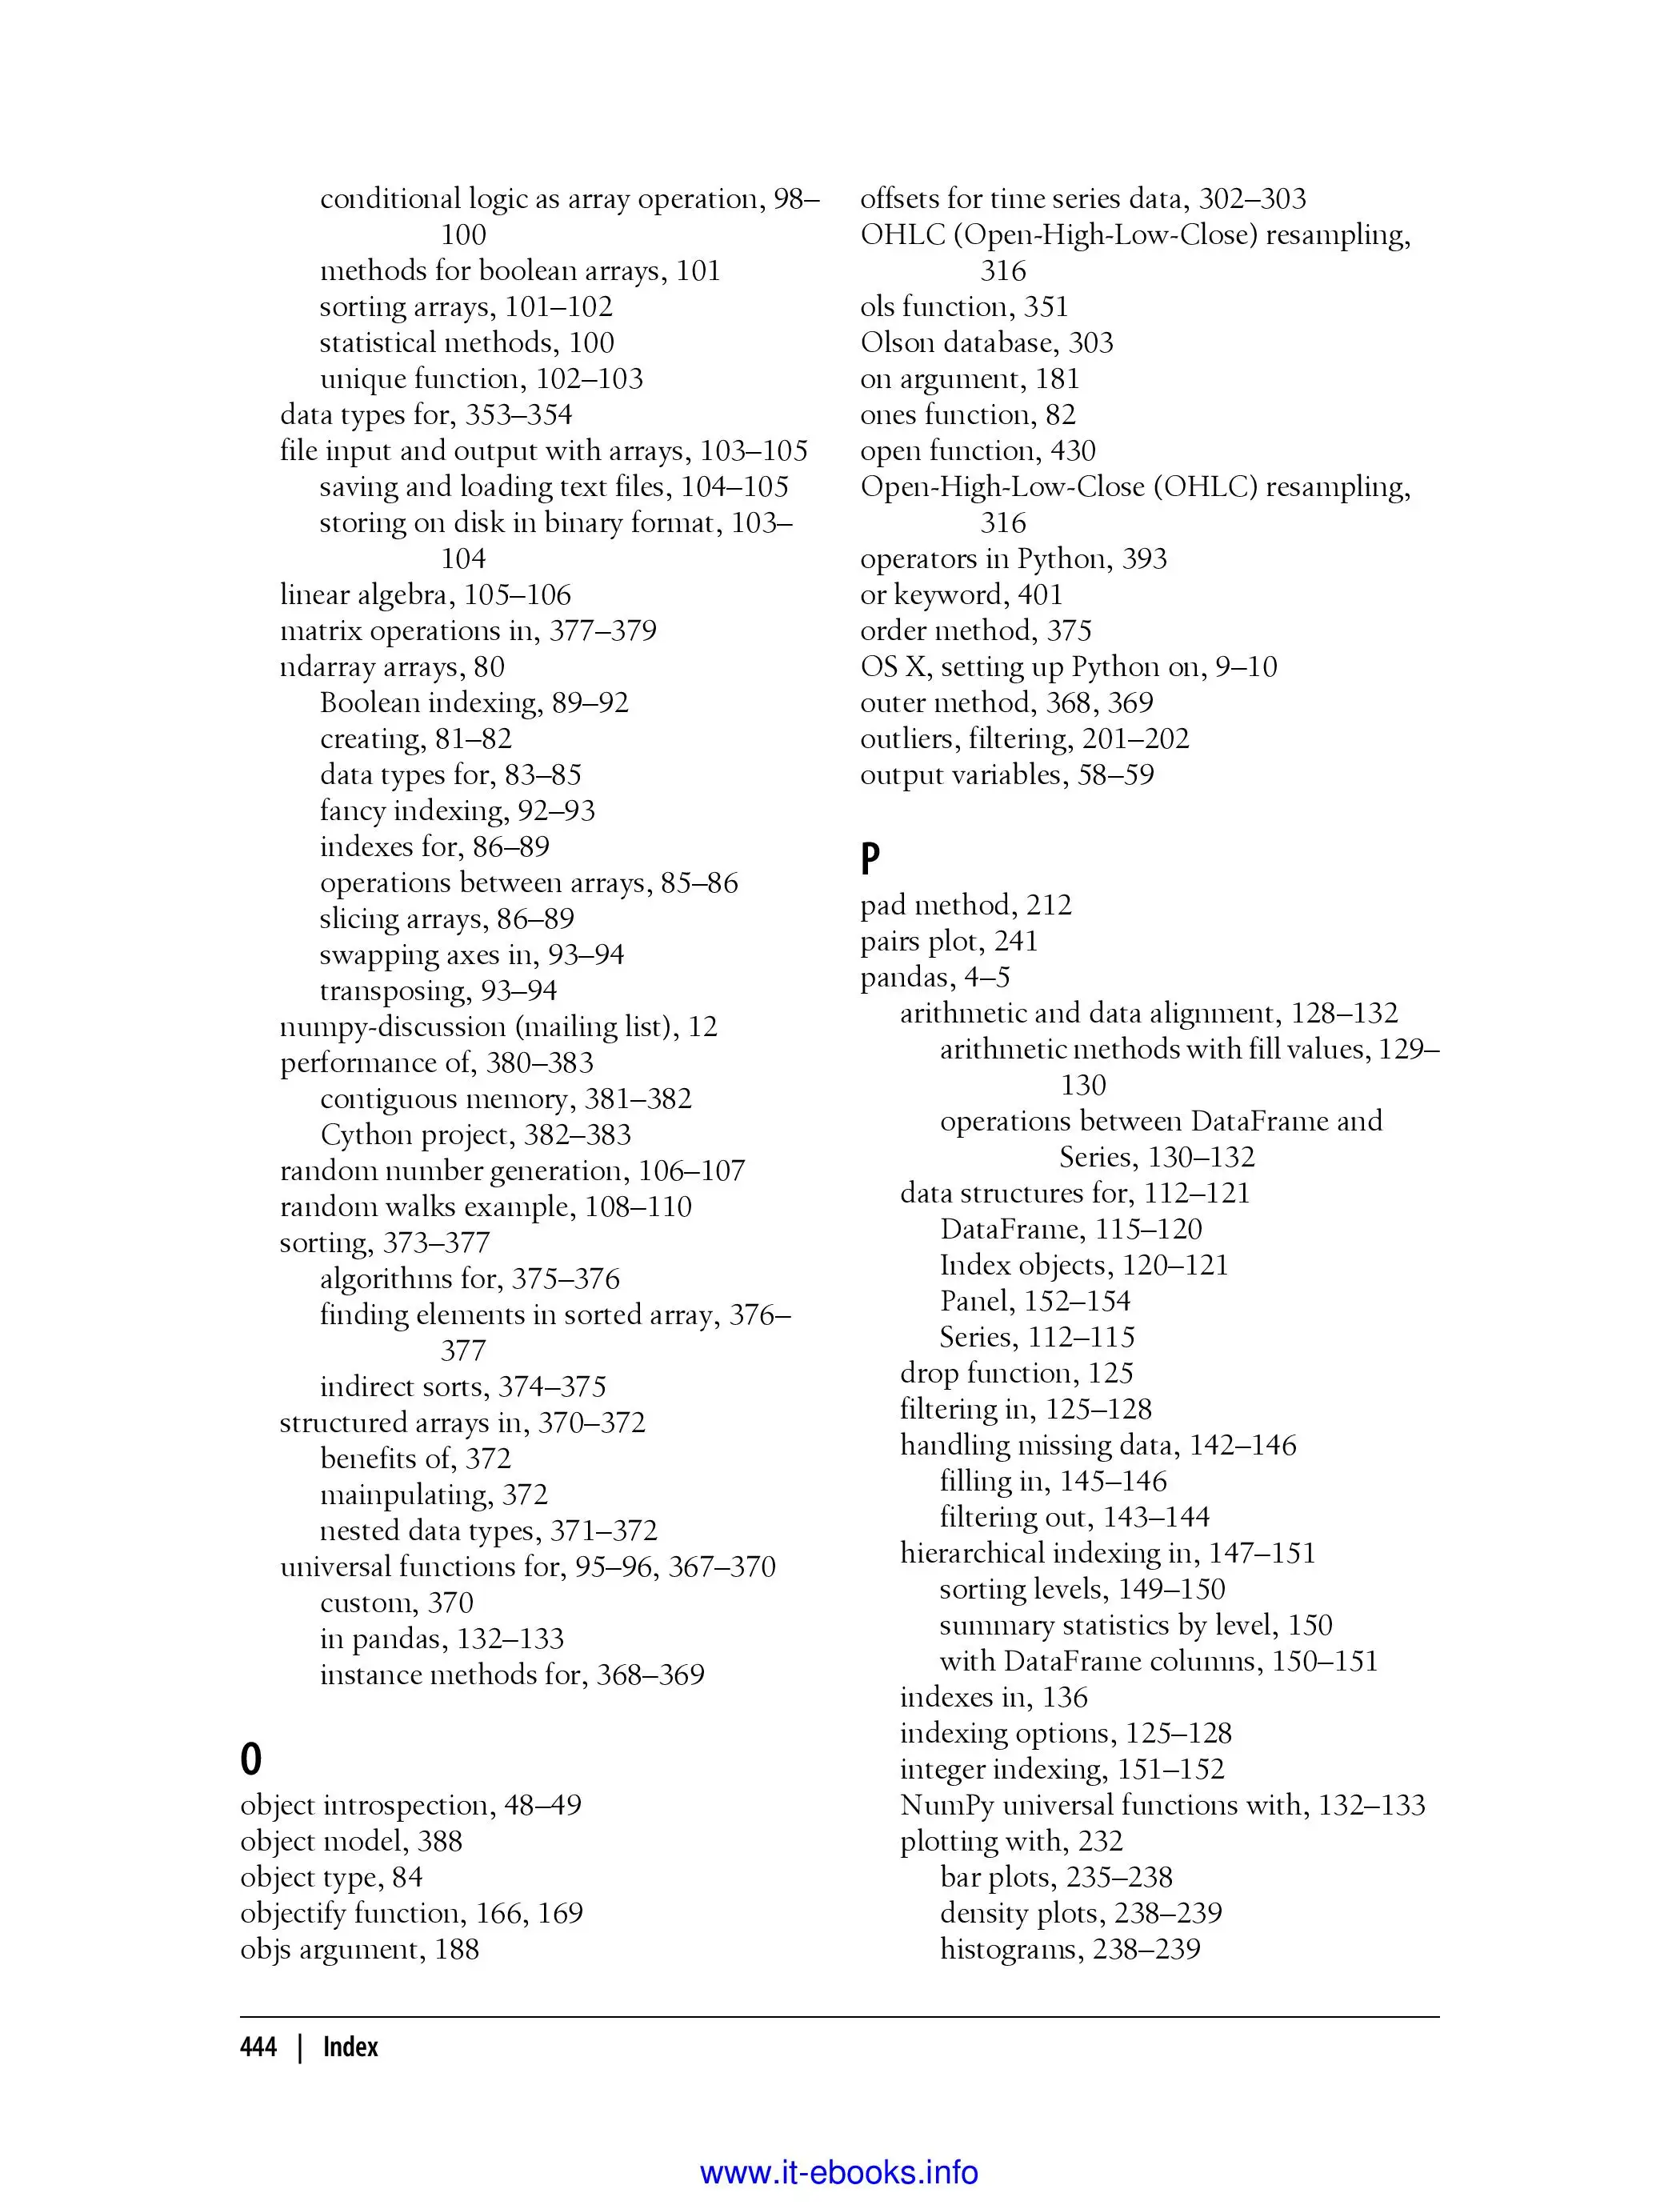 conditional logic as array operation, 98–
100
methods for boolean arrays, 101
sorting arrays, 101–102
statistical methods, 100
unique function, 102–103
data types for, 353–354
file input and output with arrays, 103–105
saving and loading text files, 104–105
storing on disk in binary format, 103–
104
linear algebra, 105–106
matrix operations in, 377–379
ndarray arrays, 80
Boolean indexing, 89–92
creating, 81–82
data types for, 83–85
fancy indexing, 92–93
indexes for, 86–89
operations between arrays, 85–86
slicing arrays, 86–89
swapping axes in, 93–94
transposing, 93–94
numpy-discussion (mailing list), 12
performance of, 380–383
contiguous memory, 381–382
Cython project, 382–383
random number generation, 106–107
random walks example, 108–110
sorting, 373–377
algorithms for, 375–376
finding elements in sorted array, 376–
377
indirect sorts, 374–375
structured arrays in, 370–372
benefits of, 372
mainpulating, 372
nested data types, 371–372
universal functions for, 95–96, 367–370
custom, 370
in pandas, 132–133
instance methods for, 368–369
O
object introspection, 48–49
object model, 388
object type, 84
objectify function, 166, 169
objs argument, 188
offsets for time series data, 302–303
OHLC (Open-High-Low-Close) resampling,
316
ols function, 351
Olson database, 303
on argument, 181
ones function, 82
open function, 430
Open-High-Low-Close (OHLC) resampling,
316
operators in Python, 393
or keyword, 401
order method, 375
OS X, setting up Python on, 9–10
outer method, 368, 369
outliers, filtering, 201–202
output variables, 58–59
P
pad method, 212
pairs plot, 241
pandas, 4–5
arithmetic and data alignment, 128–132
arithmetic methods with fill values, 129–
130
operations between DataFrame and
Series, 130–132
data structures for, 112–121
DataFrame, 115–120
Index objects, 120–121
Panel, 152–154
Series, 112–115
drop function, 125
filtering in, 125–128
handling missing data, 142–146
filling in, 145–146
filtering out, 143–144
hierarchical indexing in, 147–151
sorting levels, 149–150
summary statistics by level, 150
with DataFrame columns, 150–151
indexes in, 136
indexing options, 125–128
integer indexing, 151–152
NumPy universal functions with, 132–133
plotting with, 232
bar plots, 235–238
density plots, 238–239
histograms, 238–239
444 | Index
www.it-ebooks.info